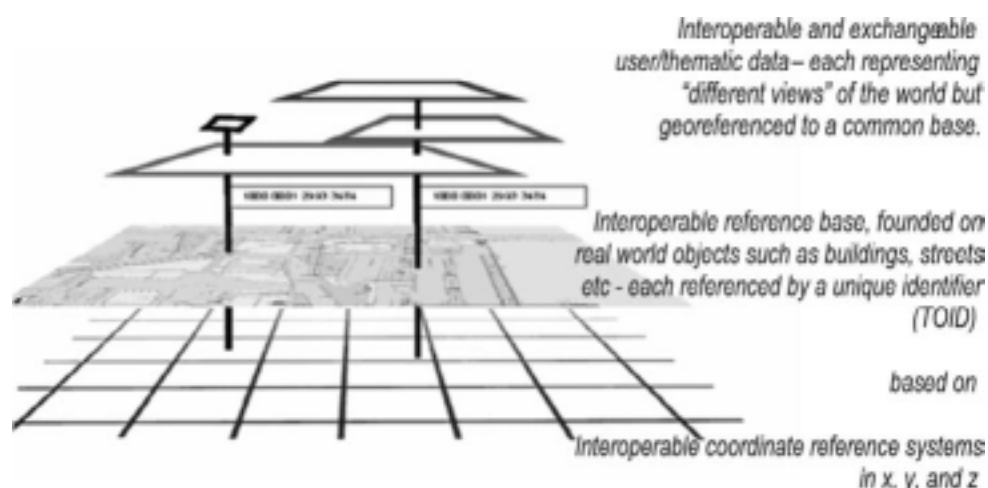 Interoperable and exchangeable
user/thematic data – each representing
"different views" of the world but
georeferenced to a common base.
Interoperable reference base, founded on
real world objects such as buildings, streets
etc - each referenced by a unique identifier
(TOID)
based on
Interoperable coordinate reference systems
in x, y, and z